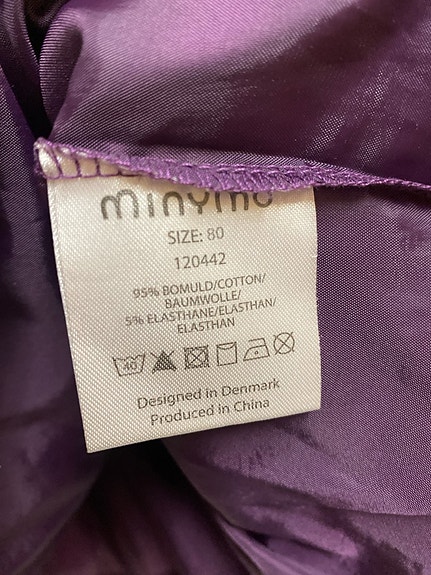 minymo
SIZE: 80
120442
95% BOMULD/COTTON/
BAUMWOLLE/
5% ELASTHANE/ELASTHAN/
ELASTHAN
40
Designed in Denmark
Produced in China